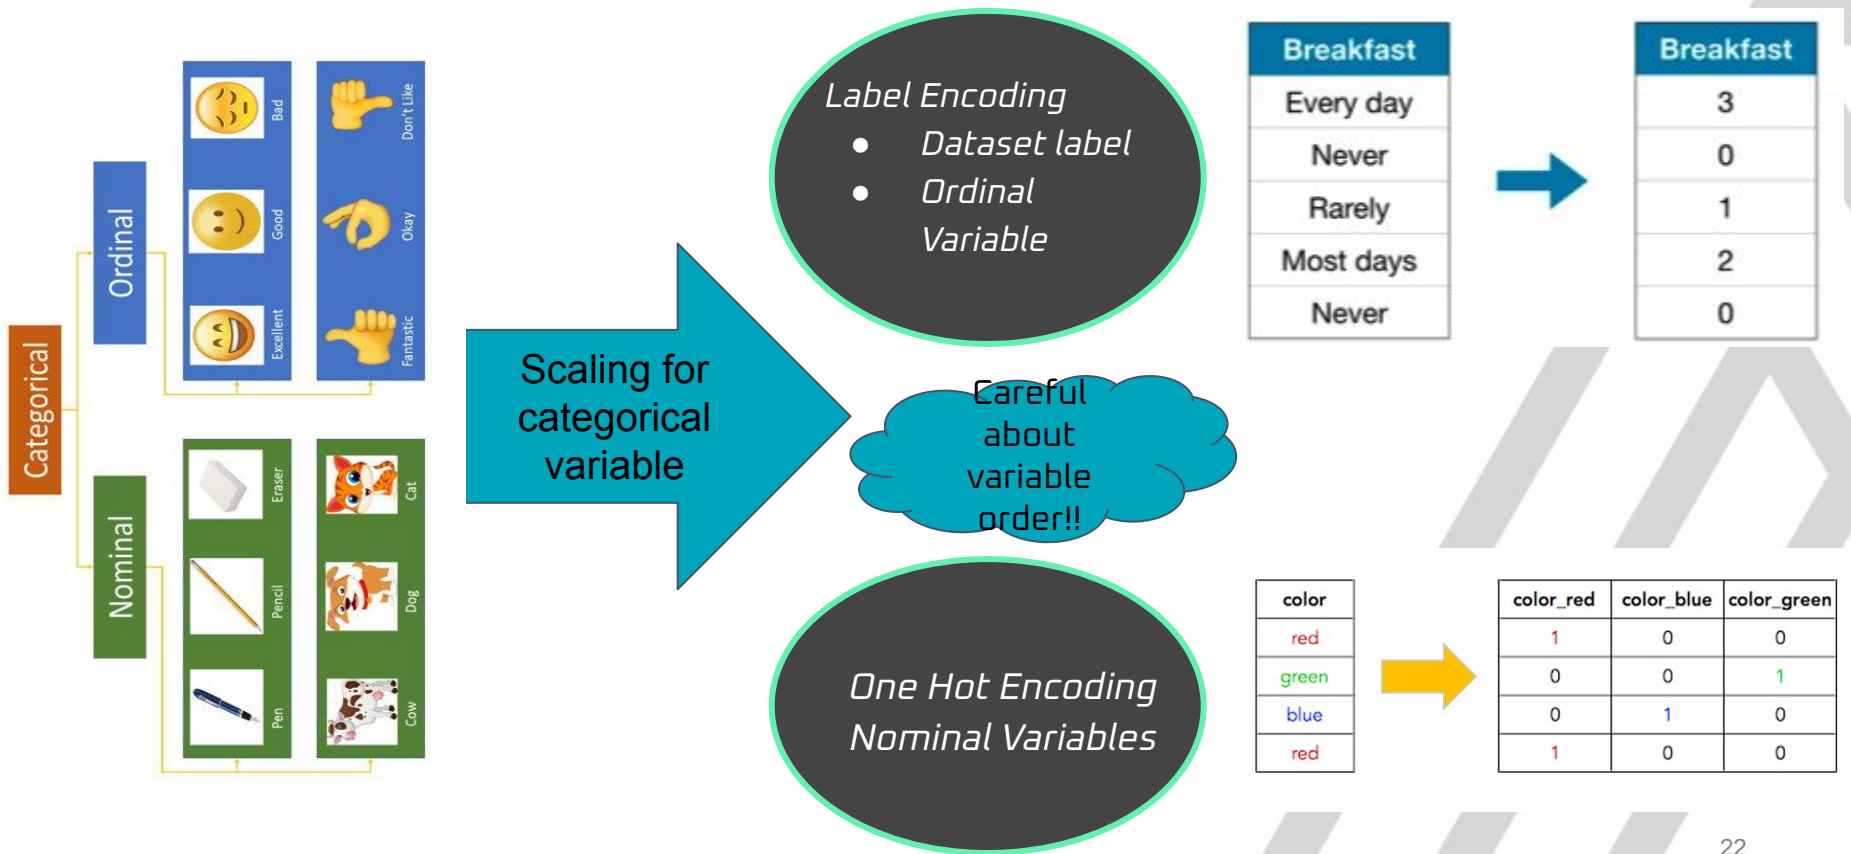 Categorical
Ordinal
Excellent
Good
Bad
Fantastic
Okay
Don't Like
Nominal
Pen
Pencil
Eraser
Cow
Dog
Cat
Scaling for
categorical
variable
Label Encoding
● Dataset label
● Ordinal
Variable
Careful
about
variable
order!!
One Hot Encoding
Nominal Variables
Breakfast
Every day
Never
Rarely
Most days
Never
Breakfast
3
0
1
2
0
color
red
green
blue
red
color_red color_blue color_green
1 0 0
0 0 1
0 1 0
1 0 0
22